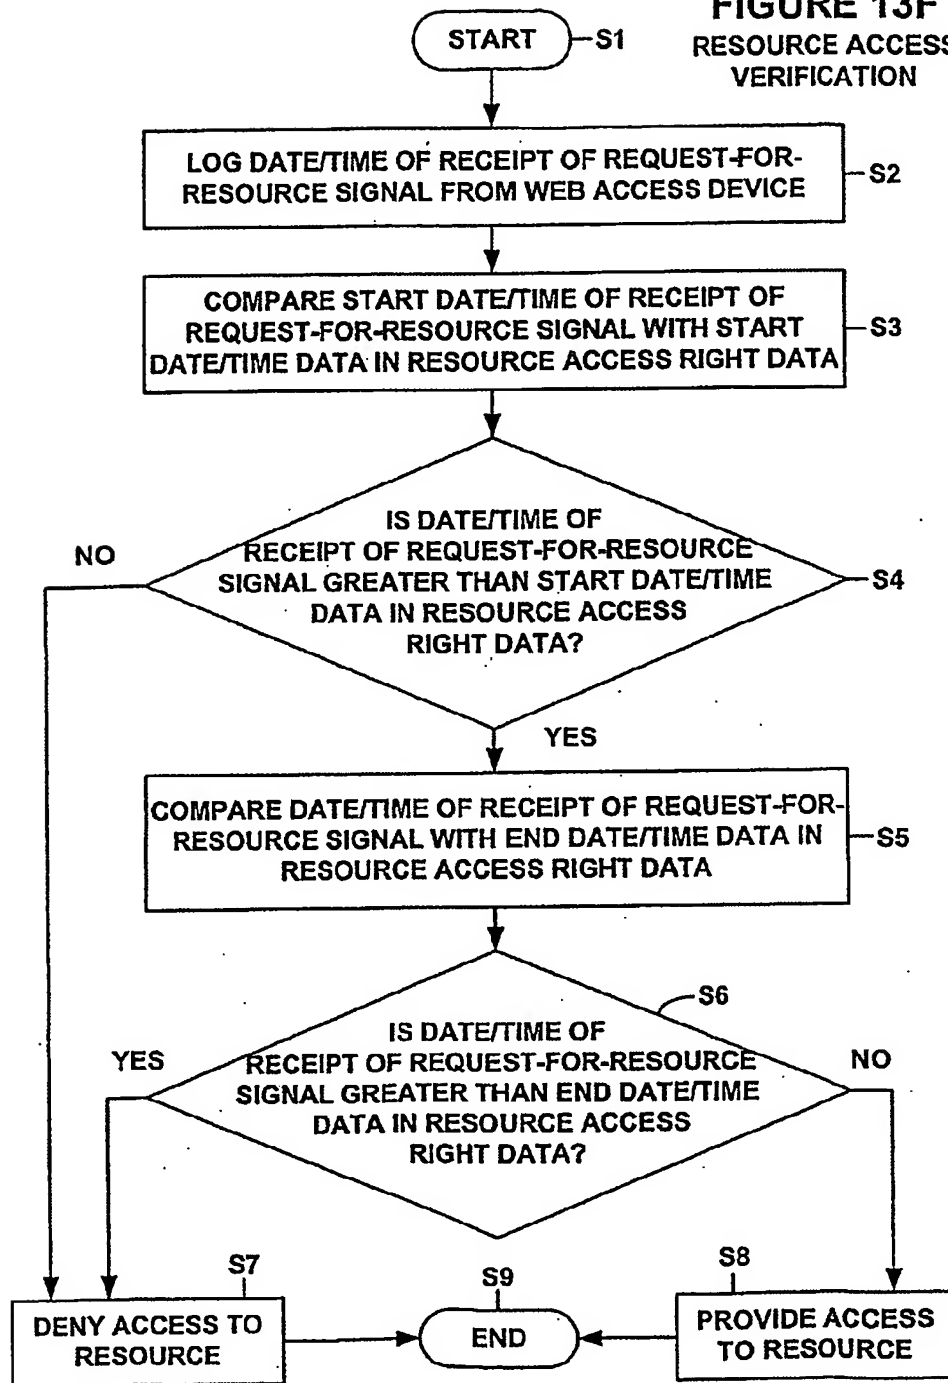 FIGURE 13F
RESOURCE ACCESS
VERIFICATION
START
S1
LOG DATE/TIME OF RECEIPT OF REQUEST-FOR-
RESOURCE SIGNAL FROM WEB ACCESS DEVICE
S2
COMPARE START DATE/TIME OF RECEIPT OF
REQUEST-FOR-RESOURCE SIGNAL WITH START
DATE/TIME DATA IN RESOURCE ACCESS RIGHT DATA
S3
IS DATE/TIME OF
RECEIPT OF REQUEST-FOR-RESOURCE
SIGNAL GREATER THAN START DATE/TIME
DATA IN RESOURCE ACCESS
RIGHT DATA?
S4
NO
YES
COMPARE DATE/TIME OF RECEIPT OF REQUEST-FOR-
RESOURCE SIGNAL WITH END DATE/TIME DATA IN
RESOURCE ACCESS RIGHT DATA
S5
S6
IS DATE/TIME OF
RECEIPT OF REQUEST-FOR-RESOURCE
SIGNAL GREATER THAN END DATE/TIME
DATA IN RESOURCE ACCESS
RIGHT DATA?
YES
NO
S7
DENY ACCESS TO
RESOURCE
S9
END
S8
PROVIDE ACCESS
TO RESOURCE